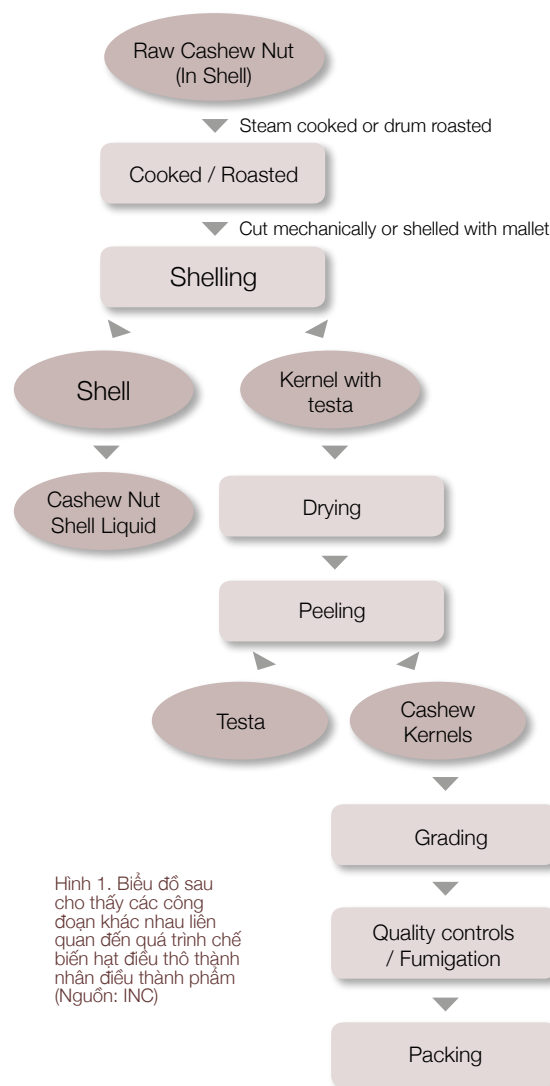 Raw Cashew Nut
(In Shell)
Steam cooked or drum roasted
Cooked / Roasted
Cut mechanically or shelled with mallet
Shelling
Shell
Kernel with
testa
Cashew Nut
Shell Liquid
Drying
Peeling
Testa
Cashew
Kernels
Grading
Hình 1. Biểu đồ sau
cho thấy các công
đoạn khác nhau liên
quan đến quá trình chế
biến hạt điều thô thành
nhân điều thành phẩm
(Nguồn: INC)
Quality controls
/ Fumigation
Packing